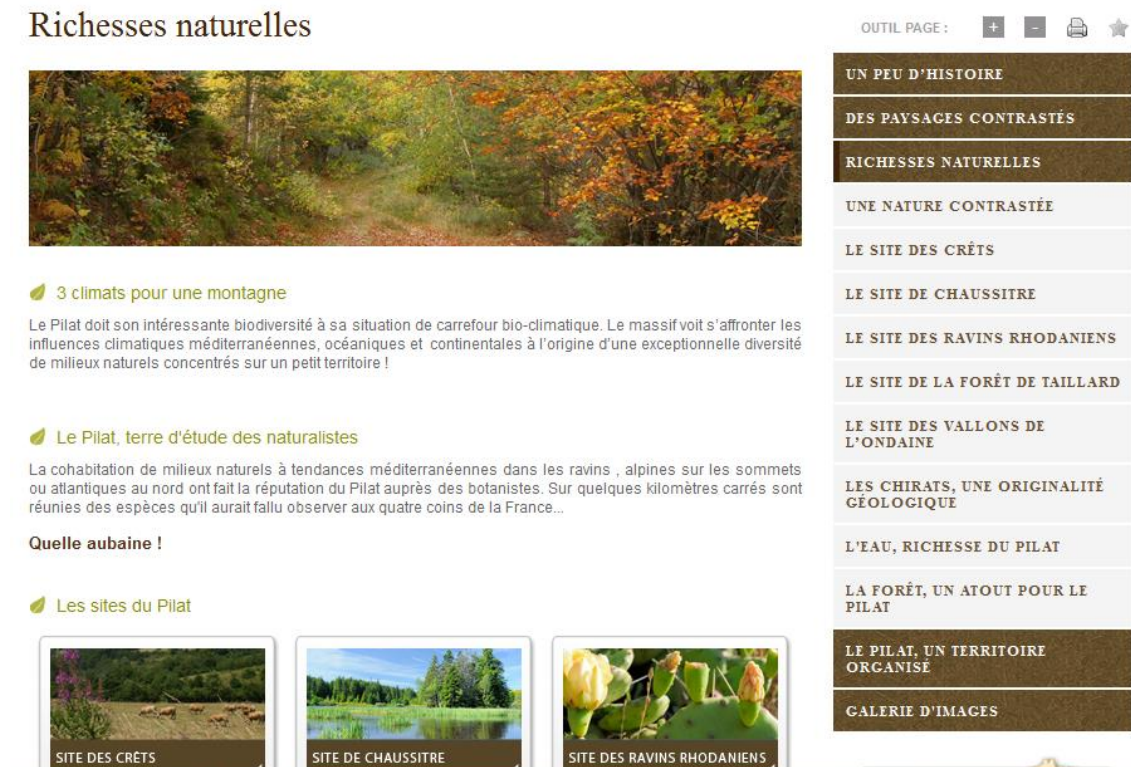 Richesses naturelles
OUTIL PAGE :
+
-
3 climats pour une montagne
Le Pilat doit son intéressante biodiversité à sa situation de carrefour bio-climatique. Le massif voit s'affronter les
influences climatiques méditerranéennes, océaniques et continentales à l'origine d'une exceptionnelle diversité
de milieux naturels concentrés sur un petit territoire !
Le Pilat, terre d'étude des naturalistes
La cohabitation de milieux naturels à tendances méditerranéennes dans les ravins , alpines sur les sommets
ou atlantiques au nord ont fait la réputation du Pilat auprès des botanistes. Sur quelques kilomètres carrés sont
réunies des espèces qu'il aurait fallu observer aux quatre coins de la France...
Quelle aubaine !
Les sites du Pilat
SITE DES CRÊTS
SITE DE CHAUSSITRE
SITE DES RAVINS RHODANIENS
UN PEU D'HISTOIRE
DES PAYSAGES CONTRASTÉS
RICHESSES NATURELLES
UNE NATURE CONTRASTÉE
LE SITE DES CRÊTS
LE SITE DE CHAUSSITRE
LE SITE DES RAVINS RHODANIENS
LE SITE DE LA FORÊT DE TAILLARD
LE SITE DES VALLONS DE
L'ONDAINE
LES CHIRATS, UNE ORIGINALITÉ
GÉOLOGIQUE
L'EAU, RICHESSE DU PILAT
LA FORÊT, UN ATOUT POUR LE
PILAT
LE PILAT, UN TERRITOIRE
ORGANISÉ
GALERIE D'IMAGES